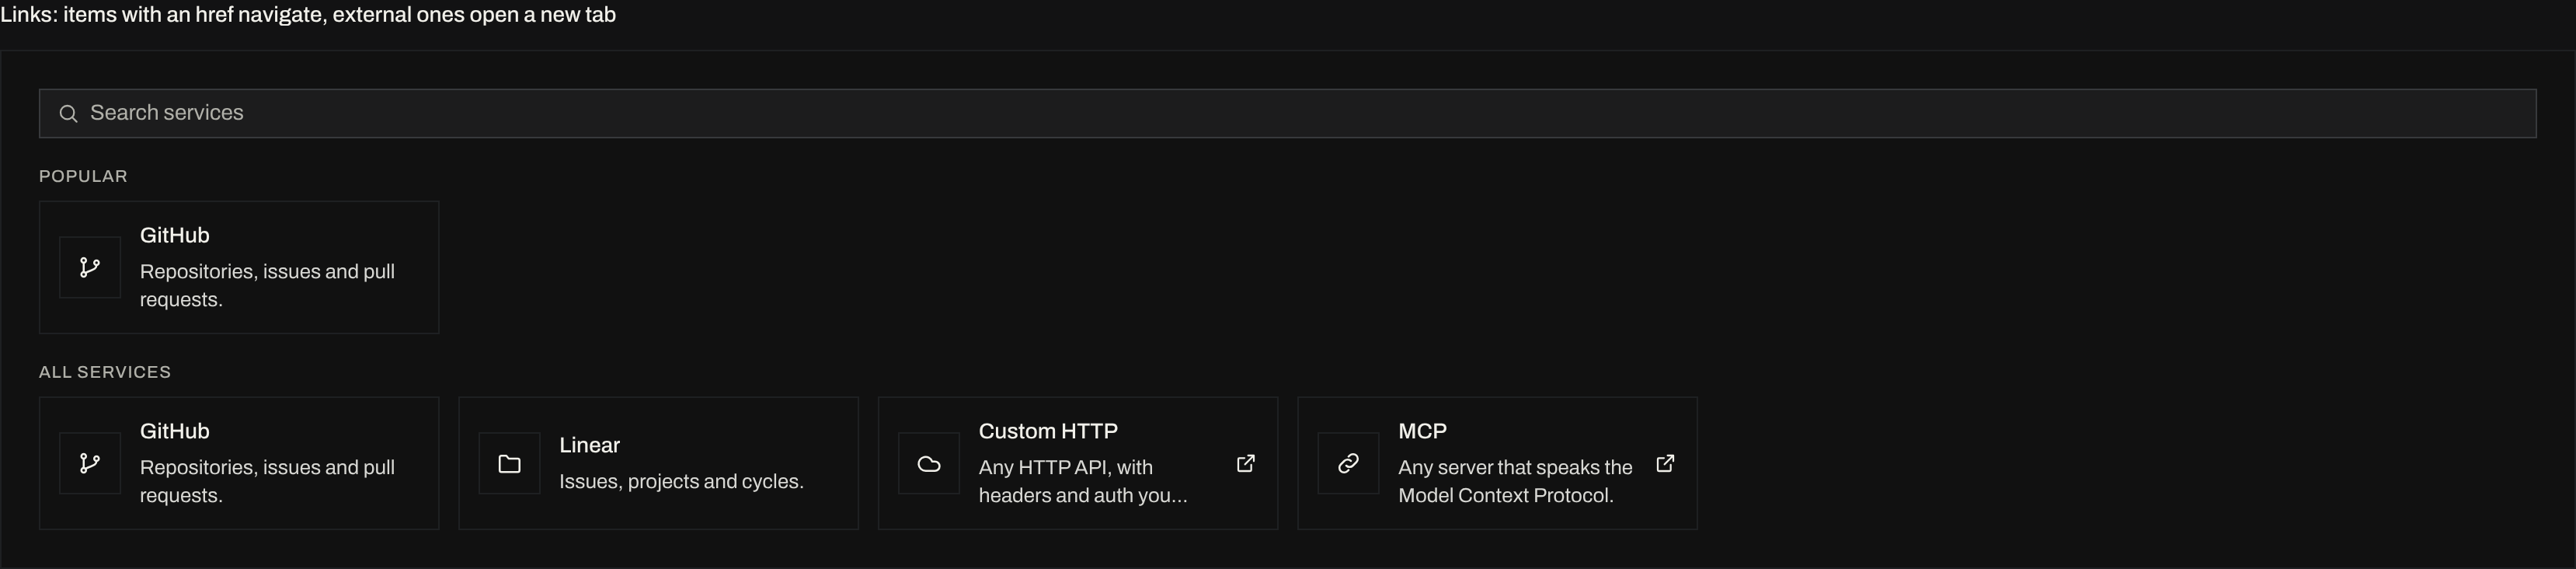 Links: items with an href navigate, external ones open a new tab
Search services
POPULAR
GitHub
Repositories, issues and pull
requests.
ALL SERVICES
GitHub
Repositories, issues and pull
requests.
Linear
Issues, projects and cycles.
Custom HTTP
Any HTTP API, with
headers and auth you...
MCP
Any server that speaks the
Model Context Protocol.